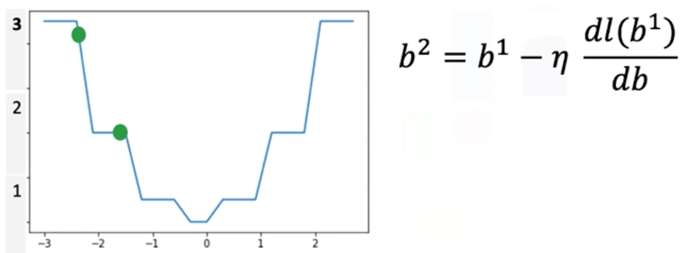 3
2
1
−3 −2 −1 0 1 2
b² = b¹ − η dl(b¹)/db